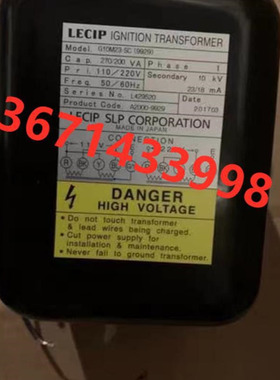 LECIP IGNITION TRANSFORMER
Model G10M23-SC (9929)
Cap. 270/200 VA Phase 1
Pri. 110/220V Secondary 10 kV
Freq. 50/60Hz 23/18 mA
Series No. L429520 Date
Product Code. A2000-9929 201703
LECIP SLP CORPORATION
MADE IN JAPAN
CONNECTION
3671433998
DANGER
HIGH VOLTAGE
• Do not touch transformer
& lead wires being charged.
• Cut power supply for
installation & maintenance.
• Never fail to ground transformer.